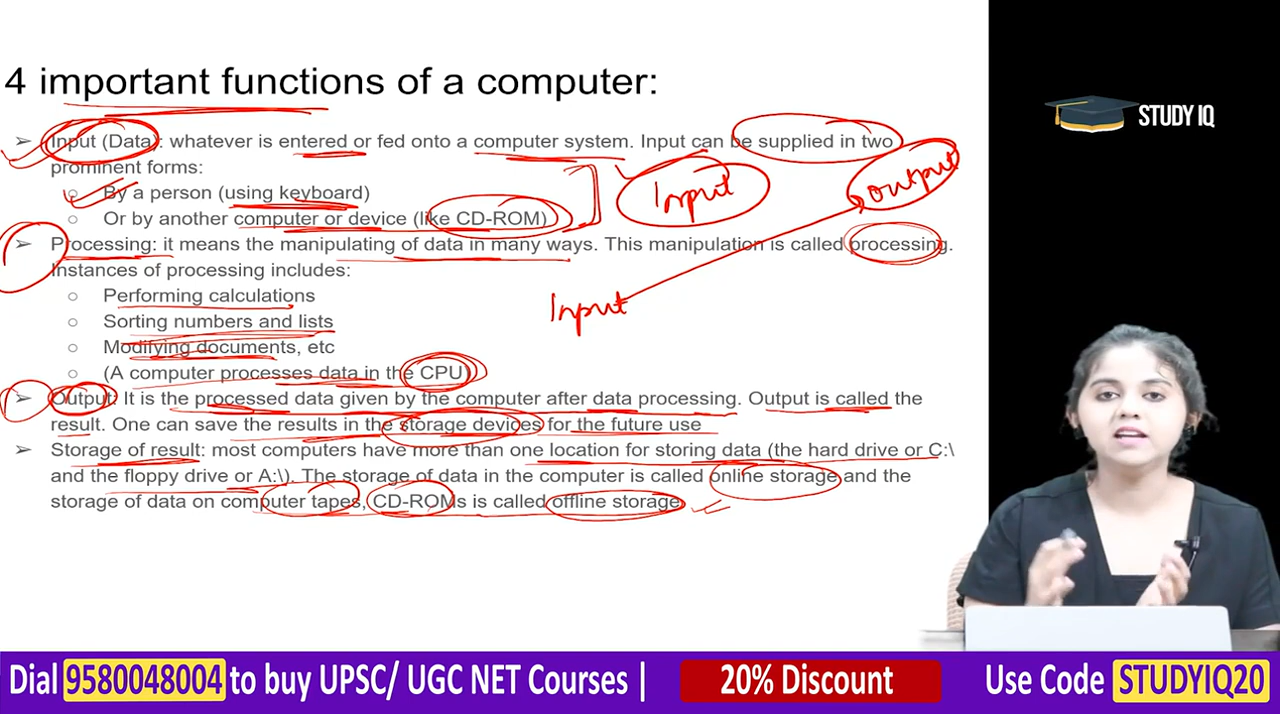 4 important functions of a computer:
➢ Input (Data): whatever is entered or fed onto a computer system. Input can be supplied in two
prominent forms:
○ By a person (using keyboard)
○ Or by another computer or device (like CD-ROM)
Input
output
➢ Processing: it means the manipulating of data in many ways. This manipulation is called processing.
Instances of processing includes:
○ Performing calculations
Input
○ Sorting numbers and lists
○ Modifying documents, etc
○ (A computer processes data in the CPU)
➢ Output: It is the processed data given by the computer after data processing. Output is called the
result. One can save the results in the storage devices for the future use
➢ Storage of result: most computers have more than one location for storing data (the hard drive or C:\
and the floppy drive or A:\). The storage of data in the computer is called online storage and the
storage of data on computer tapes, CD-ROMs is called offline storage
STUDY IQ
Dial 9580048004 to buy UPSC/ UGC NET Courses | 20% Discount Use Code STUDYIQ20